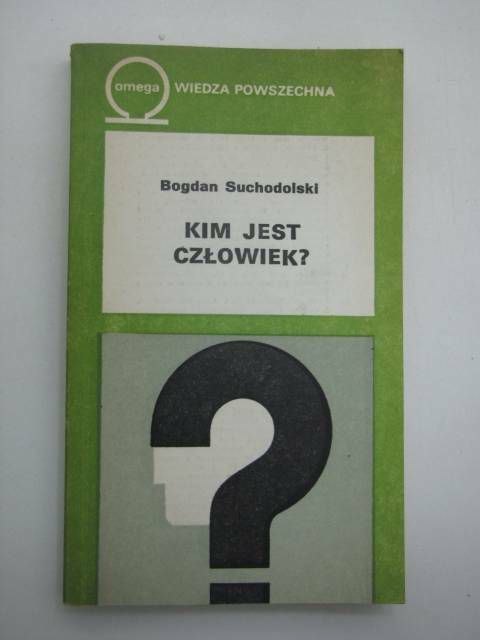 omega WIEDZA POWSZECHNA
Bogdan Suchodolski
KIM JEST
CZŁOWIEK?